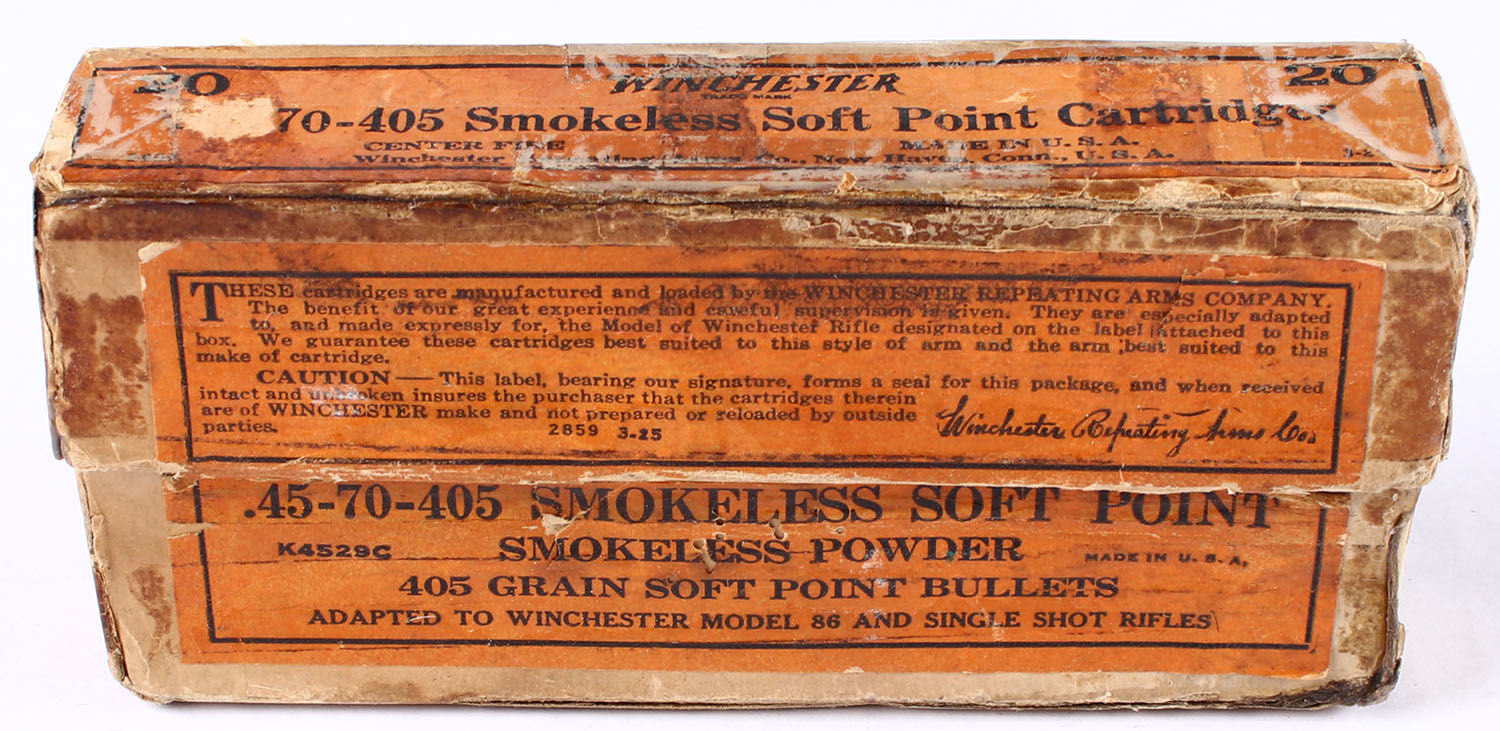 20 WINCHESTER 20
TRADE MARK
70-405 Smokeless Soft Point Cartridges
CENTER FIRE MADE IN U.S.A.
Winchester Repeating Arms Co., New Haven, Conn., U.S.A.
THESE cartridges are manufactured and loaded by the WINCHESTER REPEATING ARMS COMPANY.
The benefit of our great experience and careful supervision is given. They are especially adapted
to, and made expressly for, the Model of Winchester Rifle designated on the label attached to this
box. We guarantee these cartridges best suited to this style of arm and the arm best suited to this
make of cartridge.
CAUTION — This label, bearing our signature, forms a seal for this package, and when received
intact and unbroken insures the purchaser that the cartridges therein
are of WINCHESTER make and not prepared or reloaded by outside
parties. 2859 3-25 Winchester Repeating Arms Co.
.45-70-405 SMOKELESS SOFT POINT
K4529C SMOKELESS POWDER MADE IN U.S.A.
405 GRAIN SOFT POINT BULLETS
ADAPTED TO WINCHESTER MODEL 86 AND SINGLE SHOT RIFLES